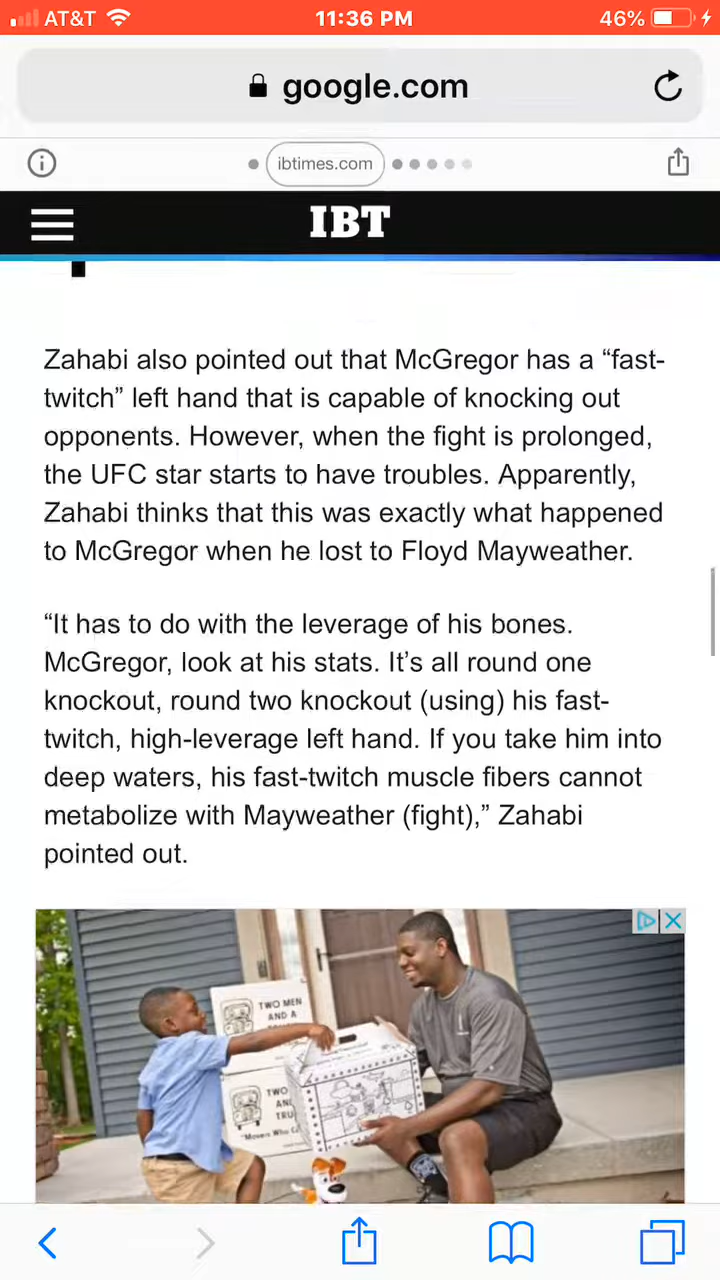 AT&T 11:36 PM 46%
google.com
ibtimes.com
IBT
Zahabi also pointed out that McGregor has a “fast-
twitch” left hand that is capable of knocking out
opponents. However, when the fight is prolonged,
the UFC star starts to have troubles. Apparently,
Zahabi thinks that this was exactly what happened
to McGregor when he lost to Floyd Mayweather.
“It has to do with the leverage of his bones.
McGregor, look at his stats. It’s all round one
knockout, round two knockout (using) his fast-
twitch, high-leverage left hand. If you take him into
deep waters, his fast-twitch muscle fibers cannot
metabolize with Mayweather (fight),” Zahabi
pointed out.
TWO MEN
AND A
TWO
AN
TRU
"Movers Who C